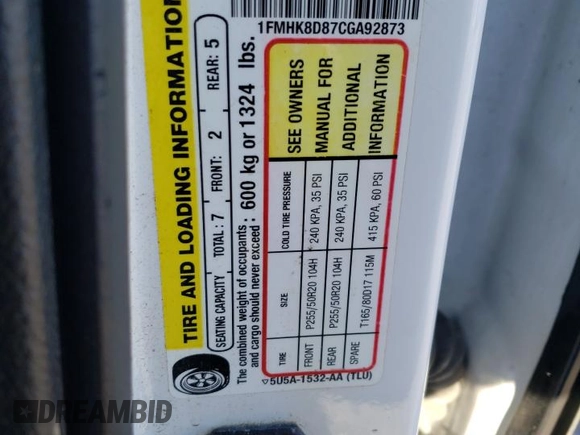 1FMHK8D87CGA92873
TIRE AND LOADING INFORMATION
SEATING CAPACITY TOTAL: 7 FRONT: 2 REAR: 5
The combined weight of occupants : 600 kg or 1324 lbs.
and cargo should never exceed
TIRE SIZE COLD TIRE PRESSURE
FRONT P255/50R20 104H 240 KPA, 35 PSI
REAR P255/50R20 104H 240 KPA, 35 PSI
SPARE T165/80D17 115M 415 KPA, 60 PSI
SEE OWNERS
MANUAL FOR
ADDITIONAL
INFORMATION
5U5A-1532-AA (TLU)
DREAMBID